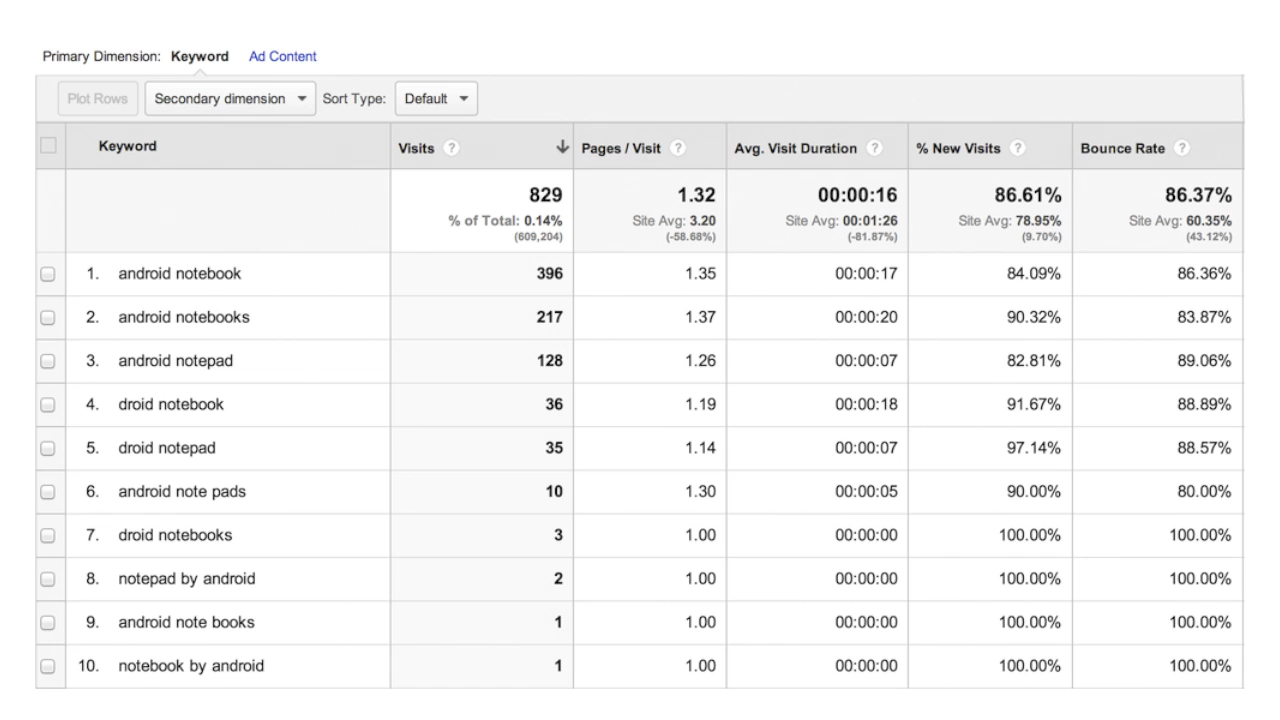 Primary Dimension: Keyword Ad Content
Plot Rows Secondary dimension Sort Type: Default
Keyword Visits ? Pages / Visit ? Avg. Visit Duration ? % New Visits ? Bounce Rate ?
829 1.32 00:00:16 86.61% 86.37%
% of Total: 0.14% Site Avg: 3.20 Site Avg: 00:01:26 Site Avg: 78.95% Site Avg: 60.35%
(609,204) (-58.68%) (-81.87%) (9.70%) (43.12%)
1. android notebook 396 1.35 00:00:17 84.09% 86.36%
2. android notebooks 217 1.37 00:00:20 90.32% 83.87%
3. android notepad 128 1.26 00:00:07 82.81% 89.06%
4. droid notebook 36 1.19 00:00:18 91.67% 88.89%
5. droid notepad 35 1.14 00:00:07 97.14% 88.57%
6. android note pads 10 1.30 00:00:05 90.00% 80.00%
7. droid notebooks 3 1.00 00:00:00 100.00% 100.00%
8. notepad by android 2 1.00 00:00:00 100.00% 100.00%
9. android note books 1 1.00 00:00:00 100.00% 100.00%
10. notebook by android 1 1.00 00:00:00 100.00% 100.00%